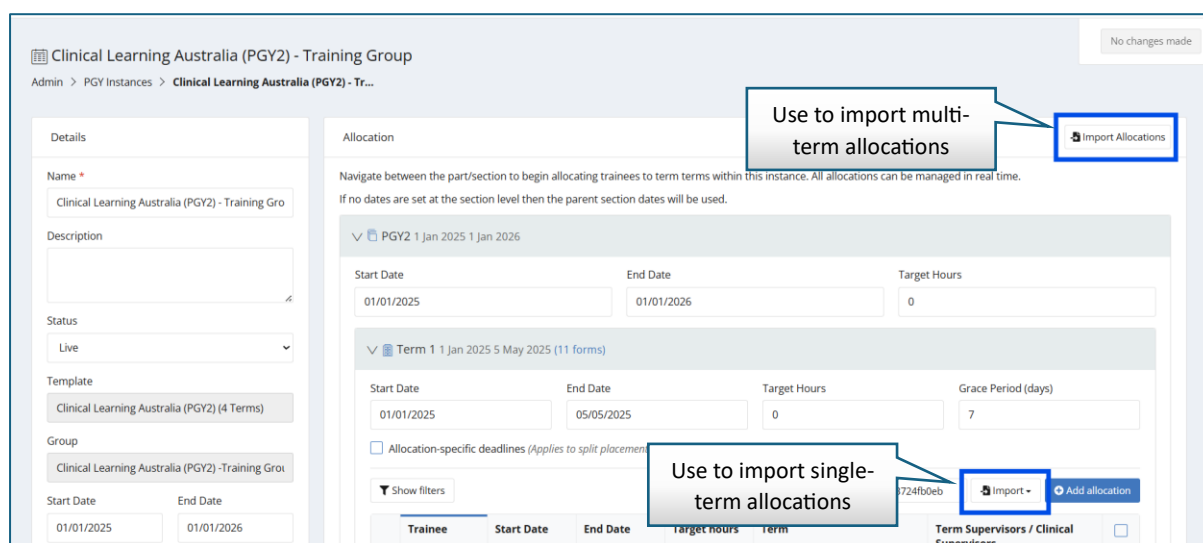 No changes made
Clinical Learning Australia (PGY2) - Training Group
Admin > PGY Instances > Clinical Learning Australia (PGY2) - Tr...
Use to import multi-
term allocations
Details
Name *
Clinical Learning Australia (PGY2) - Training Gro
Description
Status
Live
Template
Clinical Learning Australia (PGY2) (4 Terms)
Group
Clinical Learning Australia (PGY2) -Training Grou
Start Date End Date
01/01/2025 01/01/2026
Allocation
Import Allocations
Navigate between the part/section to begin allocating trainees to term terms within this instance. All allocations can be managed in real time.
If no dates are set at the section level then the parent section dates will be used.
PGY2 1 Jan 2025 1 Jan 2026
Start Date End Date Target Hours
01/01/2025 01/01/2026 0
Term 1 1 Jan 2025 5 May 2025 (11 forms)
Start Date End Date Target Hours Grace Period (days)
01/01/2025 05/05/2025 0 7
Allocation-specific deadlines (Applies to split placement
Use to import single-
term allocations
Show filters 3724fb0eb Import Add allocation
Trainee Start Date End Date Target hours Term Term Supervisors / Clinical
Supervisors